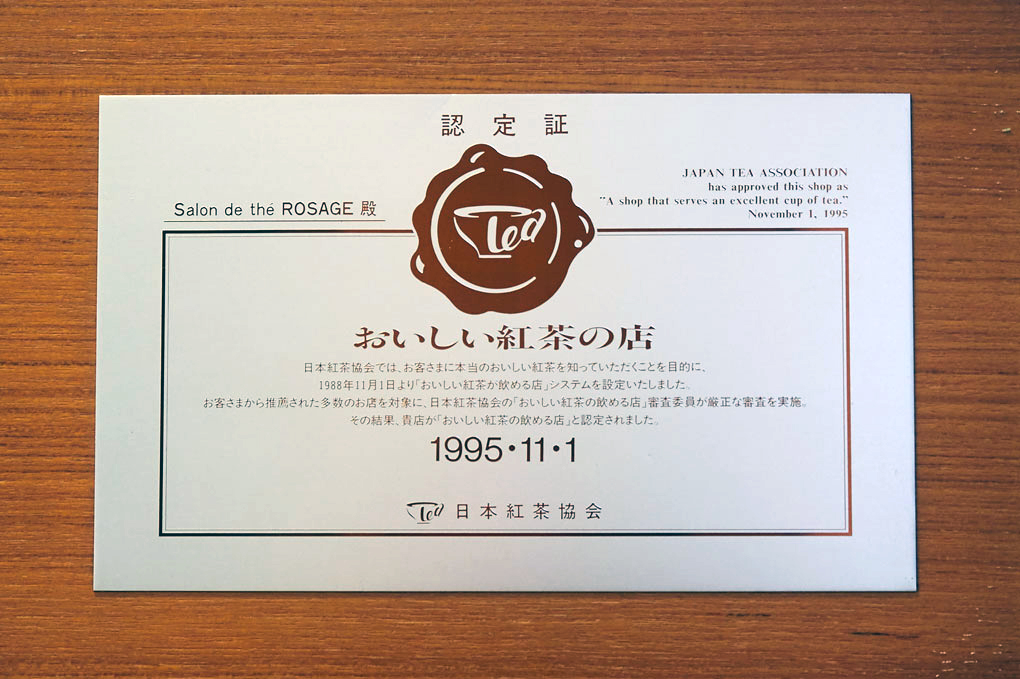 認定証
Salon de thé ROSAGE 殿
JAPAN TEA ASSOCIATION
has approved this shop as
"A shop that serves an excellent cup of tea."
November 1, 1995
Tea
おいしい紅茶の店
日本紅茶協会では、お客さまに本当のおいしい紅茶を知っていただくことを目的に、
1988年11月1日より「おいしい紅茶が飲める店」システムを設定いたしました。
お客さまから推薦された多数のお店を対象に、日本紅茶協会の「おいしい紅茶の飲める店」審査委員が厳正な審査を実施。
その結果、貴店が「おいしい紅茶の飲める店」と認定されました。
1995・11・1
Tea 日本紅茶協会